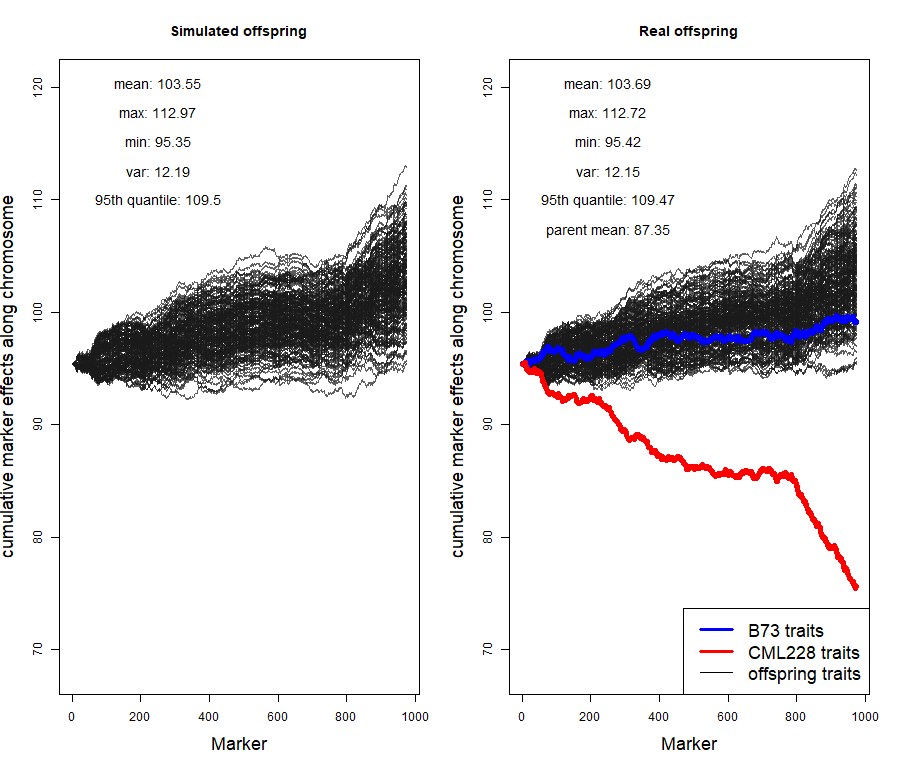 Simulated offspring
mean: 103.55
max: 112.97
min: 95.35
var: 12.19
95th quantile: 109.5
cumulative marker effects along chromosome
120
110
100
90
80
70
0 200 400 600 800 1000
Marker
Real offspring
mean: 103.69
max: 112.72
min: 95.42
var: 12.15
95th quantile: 109.47
parent mean: 87.35
cumulative marker effects along chromosome
120
110
100
90
80
70
B73 traits
CML228 traits
offspring traits
0 200 400 600 800 1000
Marker